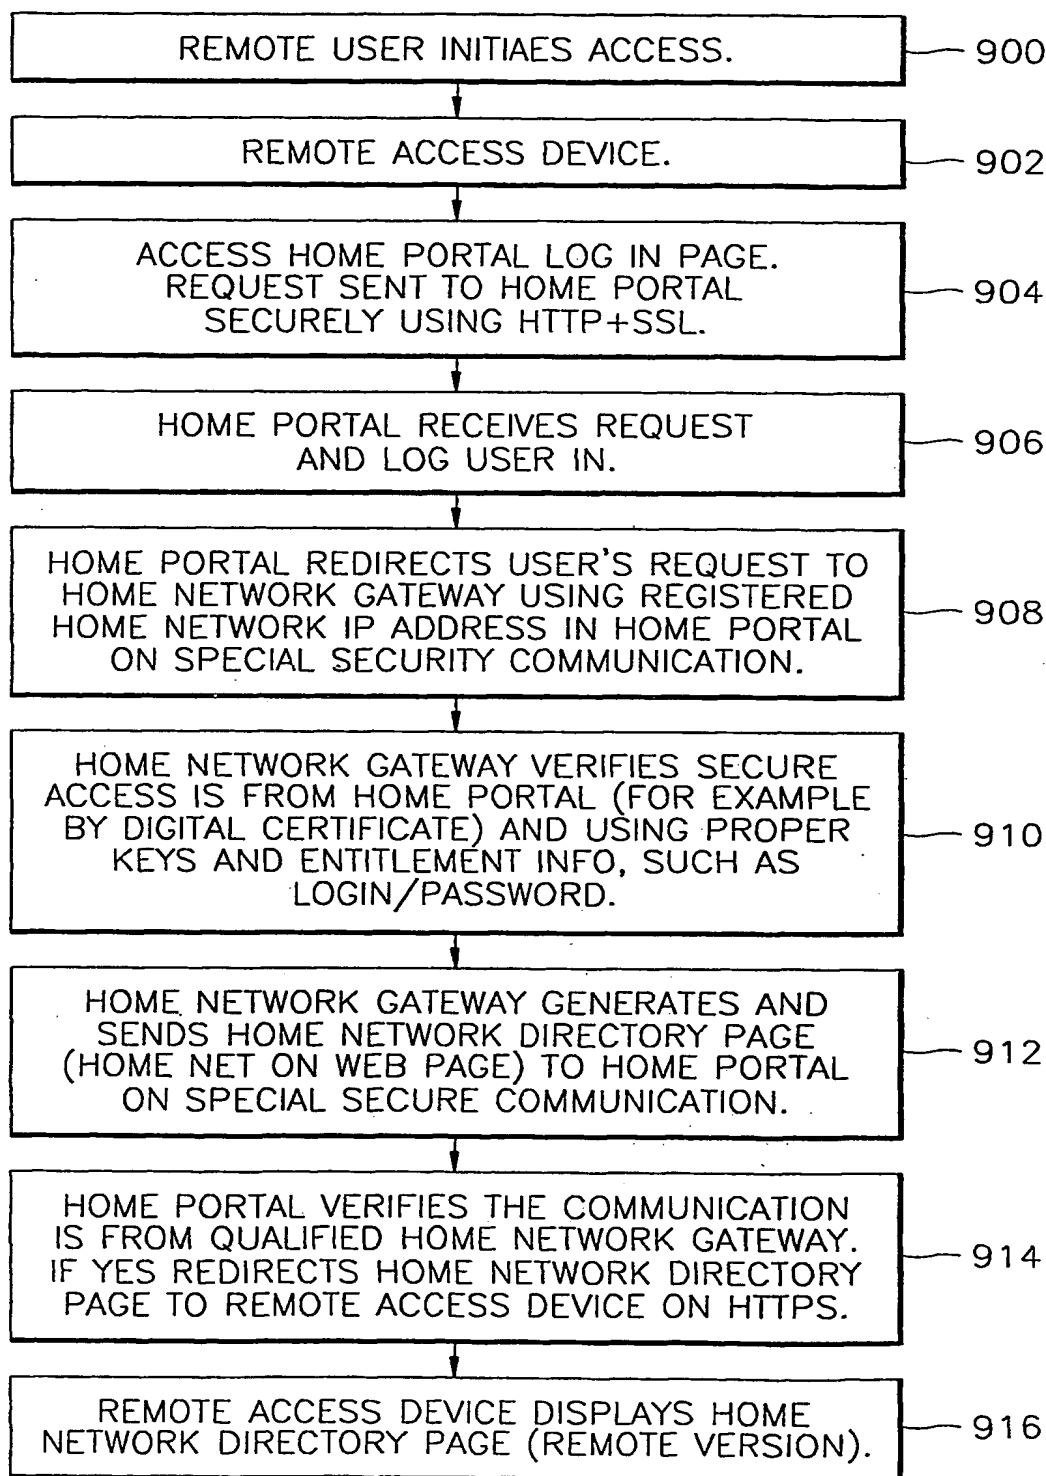 REMOTE USER INITIAES ACCESS.
900
REMOTE ACCESS DEVICE.
902
ACCESS HOME PORTAL LOG IN PAGE.
REQUEST SENT TO HOME PORTAL
SECURELY USING HTTP+SSL.
904
HOME PORTAL RECEIVES REQUEST
AND LOG USER IN.
906
HOME PORTAL REDIRECTS USER'S REQUEST TO
HOME NETWORK GATEWAY USING REGISTERED
HOME NETWORK IP ADDRESS IN HOME PORTAL
ON SPECIAL SECURITY COMMUNICATION.
908
HOME NETWORK GATEWAY VERIFIES SECURE
ACCESS IS FROM HOME PORTAL (FOR EXAMPLE
BY DIGITAL CERTIFICATE) AND USING PROPER
KEYS AND ENTITLEMENT INFO, SUCH AS
LOGIN/PASSWORD.
910
HOME NETWORK GATEWAY GENERATES AND
SENDS HOME NETWORK DIRECTORY PAGE
(HOME NET ON WEB PAGE) TO HOME PORTAL
ON SPECIAL SECURE COMMUNICATION.
912
HOME PORTAL VERIFIES THE COMMUNICATION
IS FROM QUALIFIED HOME NETWORK GATEWAY.
IF YES REDIRECTS HOME NETWORK DIRECTORY
PAGE TO REMOTE ACCESS DEVICE ON HTTPS.
914
REMOTE ACCESS DEVICE DISPLAYS HOME
NETWORK DIRECTORY PAGE (REMOTE VERSION).
916